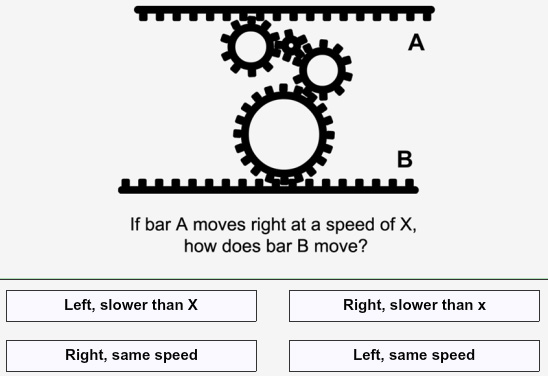 A
B
If bar A moves right at a speed of X,
how does bar B move?
Left, slower than X
Right, slower than x
Right, same speed
Left, same speed